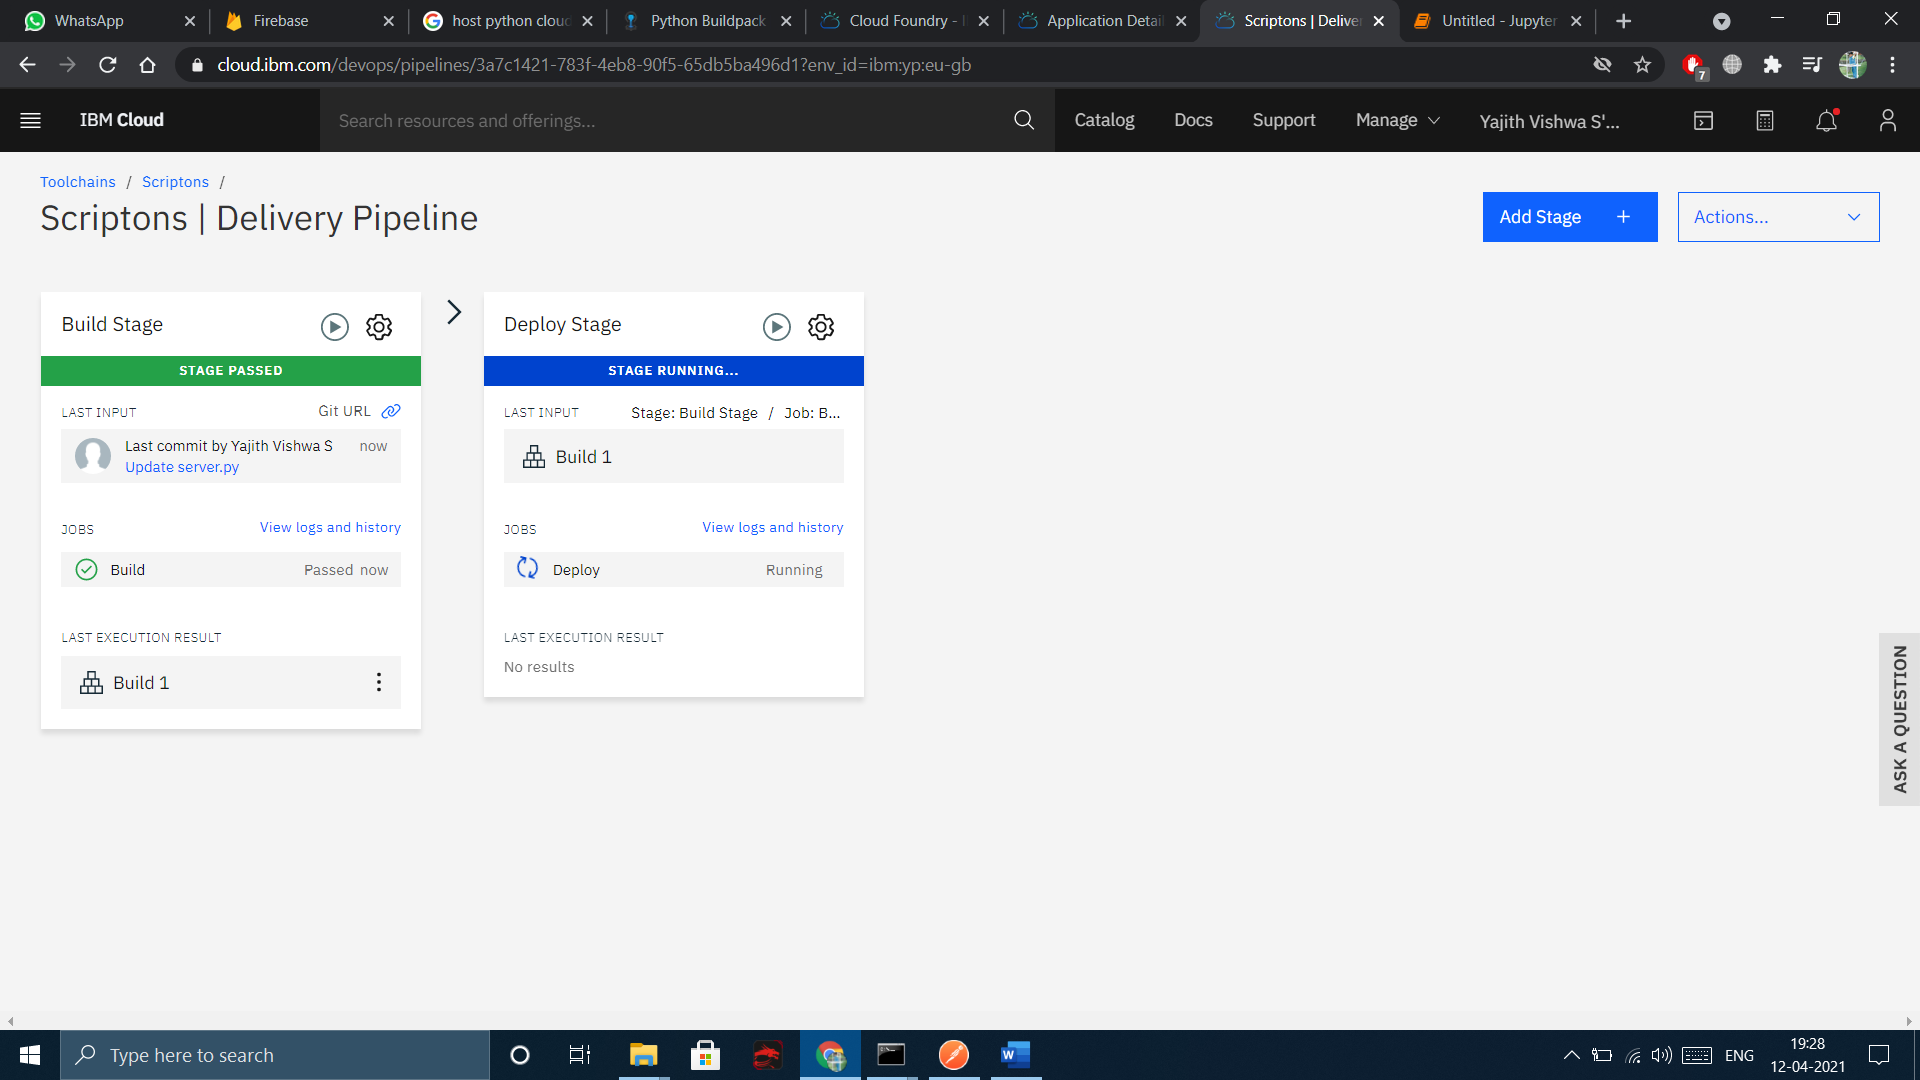 WhatsApp
Firebase
host python cloud
Python Buildpack
Cloud Foundry - I
Application Detail
Scriptons | Deliver
Untitled - Jupyter
cloud.ibm.com/devops/pipelines/3a7c1421-783f-4eb8-90f5-65db5ba496d1?env_id=ibm:yp:eu-gb
7
IBM Cloud
Search resources and offerings...
Catalog
Docs
Support
Manage
Yajith Vishwa S'...
Toolchains / Scriptons /
Scriptons | Delivery Pipeline
Add Stage +
Actions...
Build Stage
STAGE PASSED
LAST INPUT
Git URL
Last commit by Yajith Vishwa S
now
Update server.py
JOBS
View logs and history
Build
Passed now
LAST EXECUTION RESULT
Build 1
Deploy Stage
STAGE RUNNING...
LAST INPUT
Stage: Build Stage / Job: B...
Build 1
JOBS
View logs and history
Deploy
Running
LAST EXECUTION RESULT
No results
ASK A QUESTION
Type here to search
W
ENG
19:28
12-04-2021